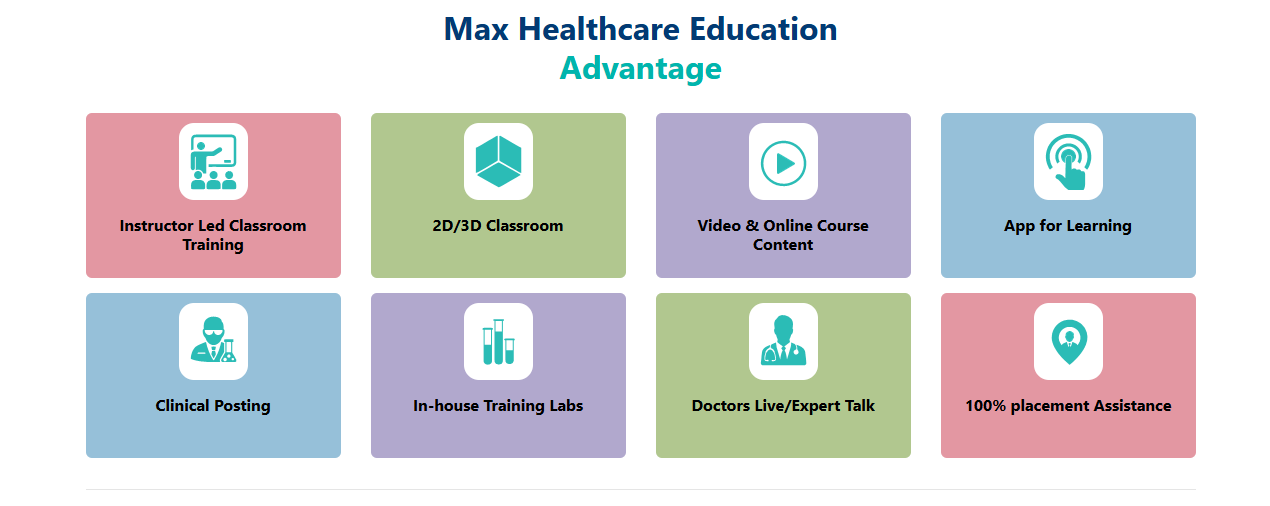 Max Healthcare Education
Advantage
Instructor Led Classroom
Training
2D/3D Classroom
Video & Online Course
Content
App for Learning
Clinical Posting
In-house Training Labs
Doctors Live/Expert Talk
100% placement Assistance